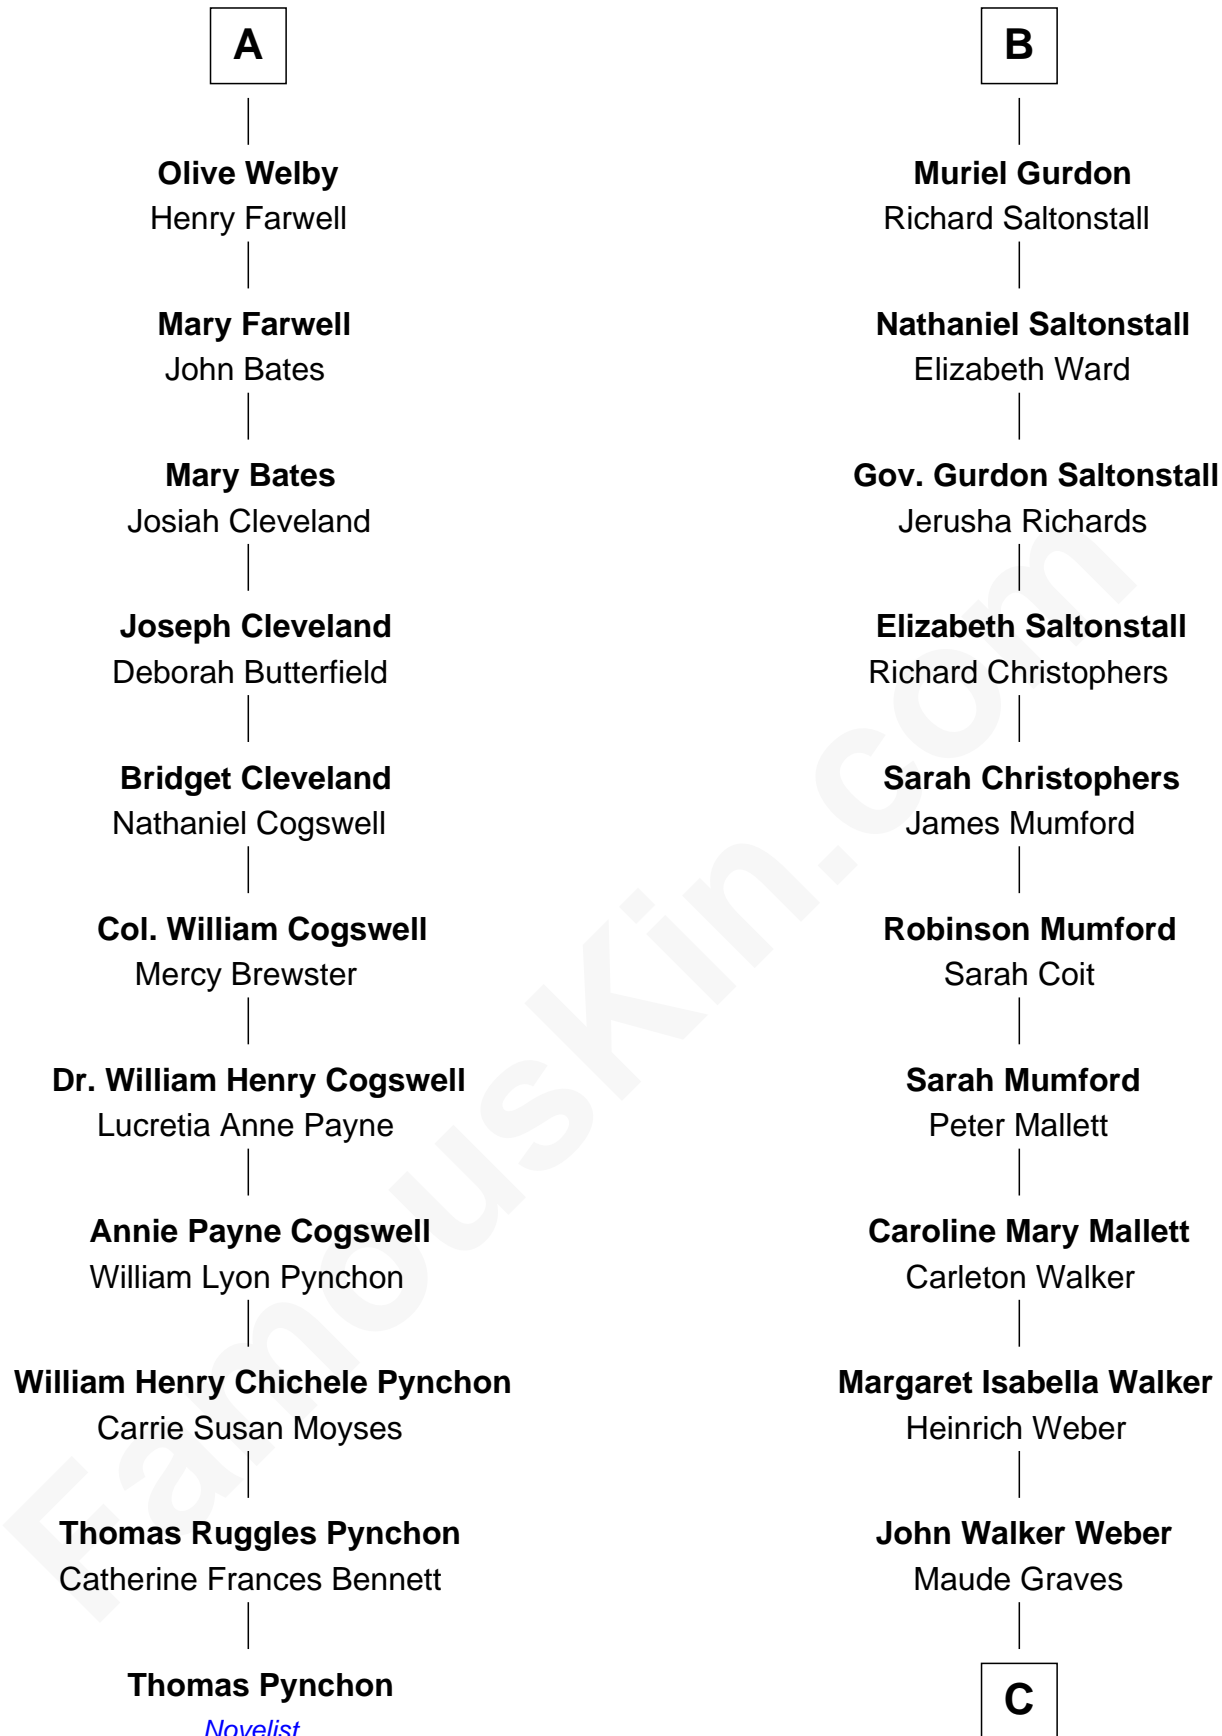 A
Olive Welby
Henry Farwell
Mary Farwell
John Bates
Mary Bates
Josiah Cleveland
Joseph Cleveland
Deborah Butterfield
Bridget Cleveland
Nathaniel Cogswell
Col. William Cogswell
Mercy Brewster
Dr. William Henry Cogswell
Lucretia Anne Payne
Annie Payne Cogswell
William Lyon Pynchon
William Henry Chichele Pynchon
Carrie Susan Moyses
Thomas Ruggles Pynchon
Catherine Frances Bennett
Thomas Pynchon
Novelist
B
Muriel Gurdon
Richard Saltonstall
Nathaniel Saltonstall
Elizabeth Ward
Gov. Gurdon Saltonstall
Jerusha Richards
Elizabeth Saltonstall
Richard Christophers
Sarah Christophers
James Mumford
Robinson Mumford
Sarah Coit
Sarah Mumford
Peter Mallett
Caroline Mary Mallett
Carleton Walker
Margaret Isabella Walker
Heinrich Weber
John Walker Weber
Maude Graves
C
FamousKin.com